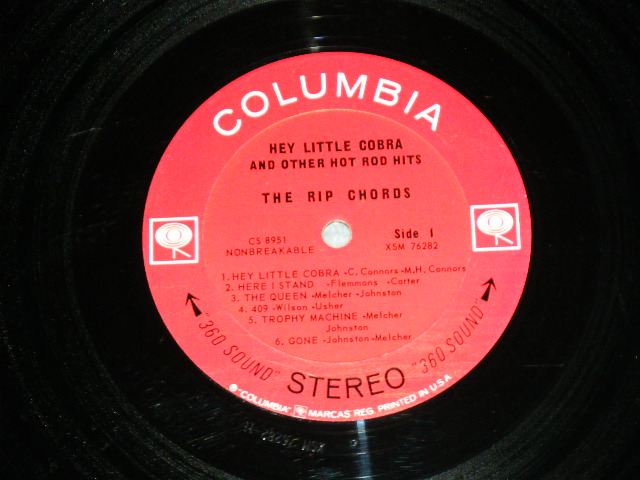 COLUMBIA
HEY LITTLE COBRA
AND OTHER HOT ROD HITS
THE RIP CHORDS
CS 8951
NONBREAKABLE
Side 1
XSM 76282
1. HEY LITTLE COBRA -C. Connors-M.H. Connors
2. HERE I STAND -Flemmons -Carter
3. THE QUEEN -Melcher -Johnston
4. 409 -Wilson -Usher
5. TROPHY MACHINE -Melcher
Johnston
6. GONE -Johnston-Melcher
"360 SOUND" STEREO "360 SOUND"
® "COLUMBIA" MARCAS REG. PRINTED IN U.S.A.